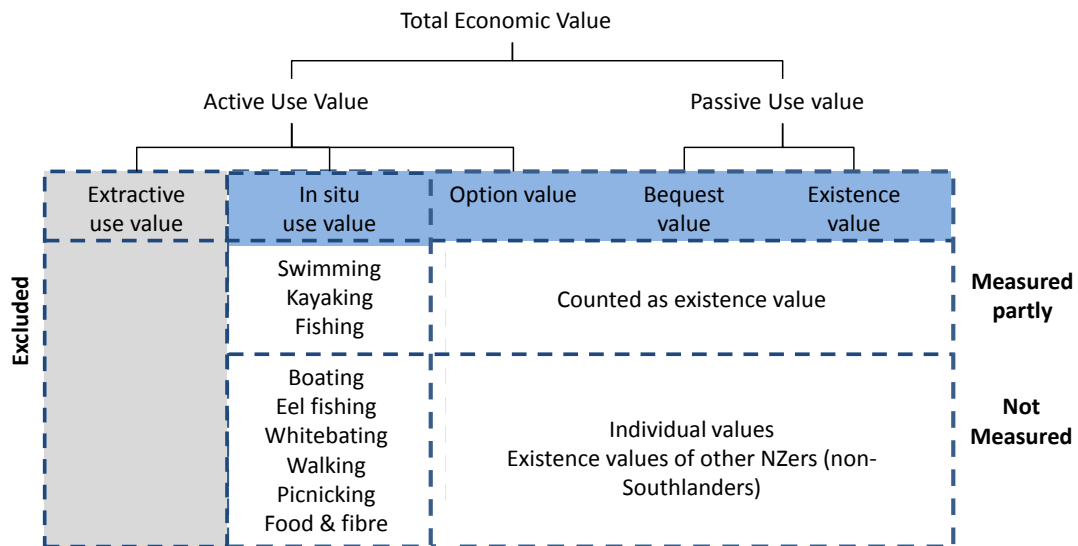 Total Economic Value
Active Use Value
Passive Use value
Extractive
use value
In situ
use value
Option value
Bequest
value
Existence
value
Excluded
Swimming
Kayaking
Fishing
Counted as existence value
Measured
partly
Boating
Eel fishing
Whitebating
Walking
Picnicking
Food & fibre
Individual values
Existence values of other NZers (non-
Southlanders)
Not
Measured